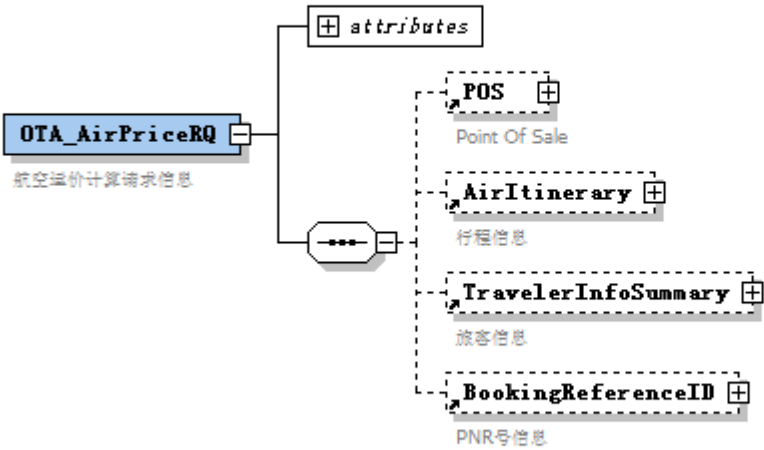 attributes
POS
Point Of Sale
OTA_AirPriceRQ
航空运价计算请求信息
AirItinerary
行程信息
TravelerInfoSummary
旅客信息
BookingReferenceID
PNR号信息